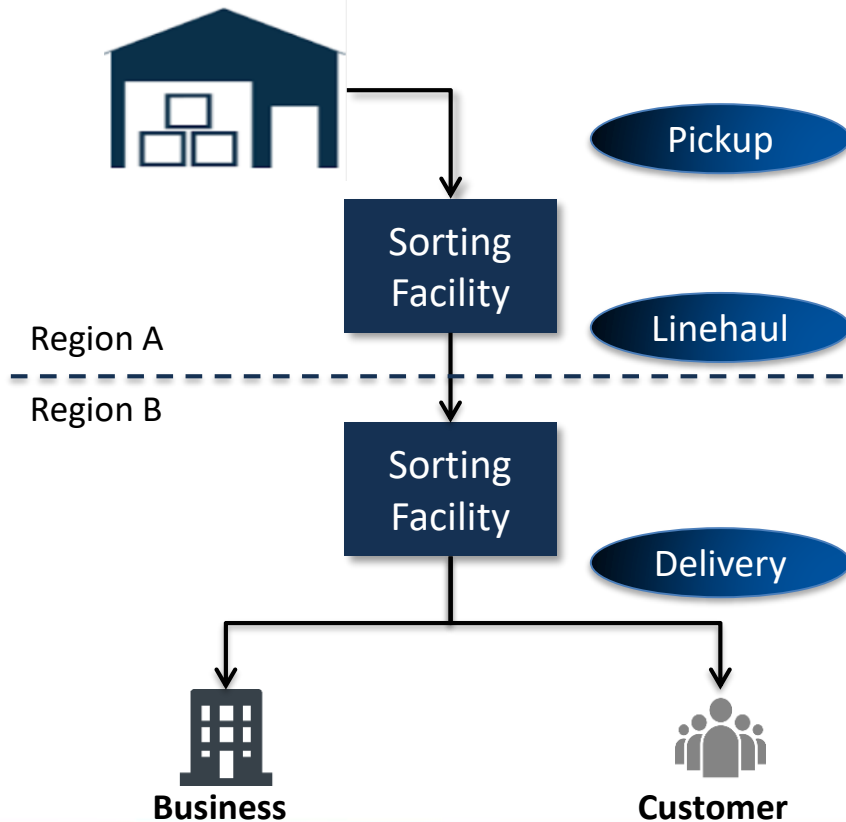 Pickup
Sorting
Facility
Linehaul
Region A
Region B
Sorting
Facility
Delivery
Business
Customer